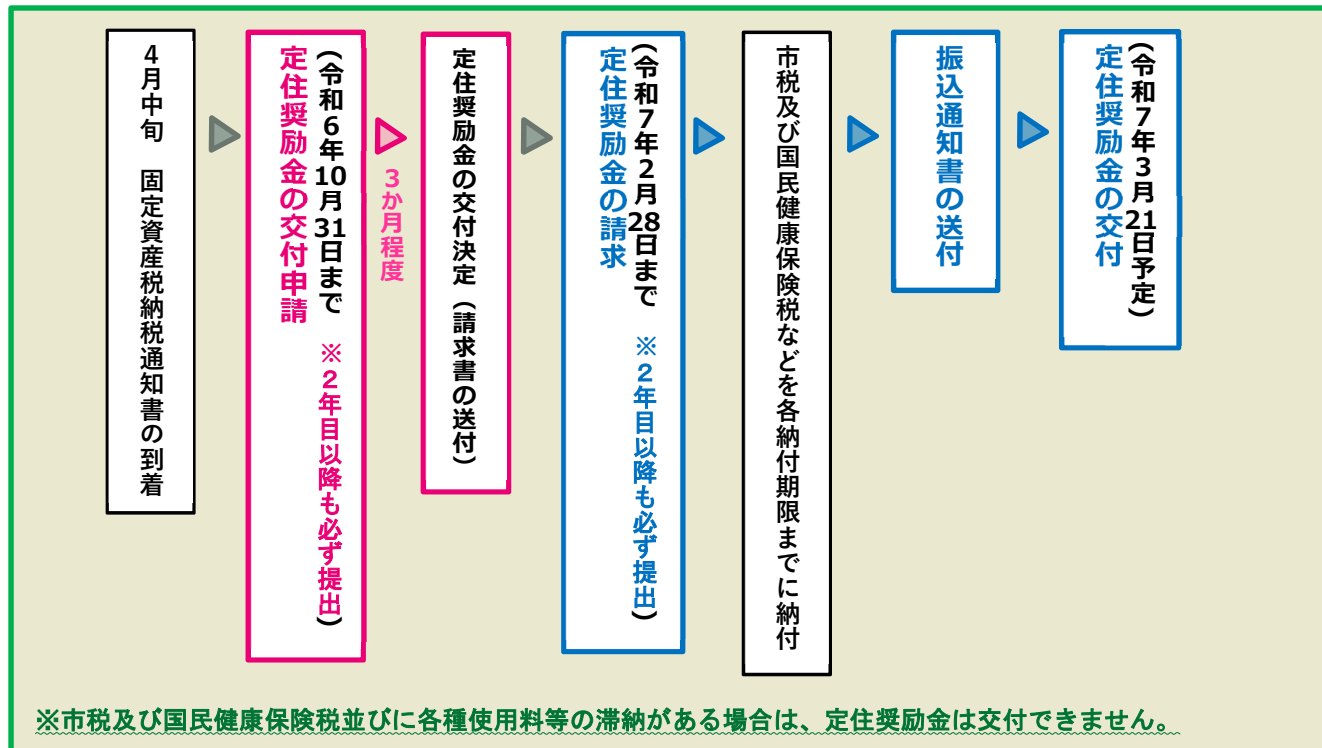 4月中旬　固定資産税納税通知書の到着
定住奨励金の交付申請
(令和6年10月31日まで　※2年目以降も必ず提出)
3か月程度
定住奨励金の交付決定(請求書の送付)
定住奨励金の請求
(令和7年2月28日まで　※2年目以降も必ず提出)
市税及び国民健康保険税などを各納付期限までに納付
振込通知書の送付
定住奨励金の交付
(令和7年3月21日予定)
※市税及び国民健康保険税並びに各種使用料等の滞納がある場合は、定住奨励金は交付できません。